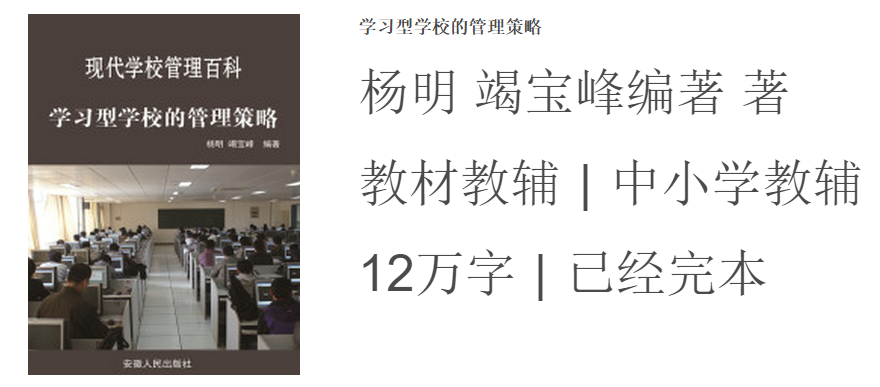 现代学校管理百科
学习型学校的管理策略
杨明 竭宝峰 编著
安徽人民出版社
学习型学校的管理策略
杨明 竭宝峰编著 著
教材教辅 | 中小学教辅
12万字 | 已经完本